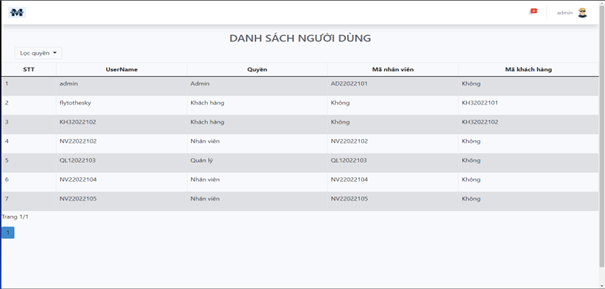 M
admin
DANH SÁCH NGƯỜI DÙNG
Lọc quyền
STT UserName Quyền Mã nhân viên Mã khách hàng
1 admin Admin AD22022101 Không
2 flytothesky Khách hàng Không KH32022101
3 KH32022102 Khách hàng Không KH32022102
4 NV22022102 Nhân viên NV22022102 Không
5 QL12022103 Quản lý QL12022103 Không
6 NV22022104 Nhân viên NV22022104 Không
7 NV22022105 Nhân viên NV22022105 Không
Trang 1/1
1